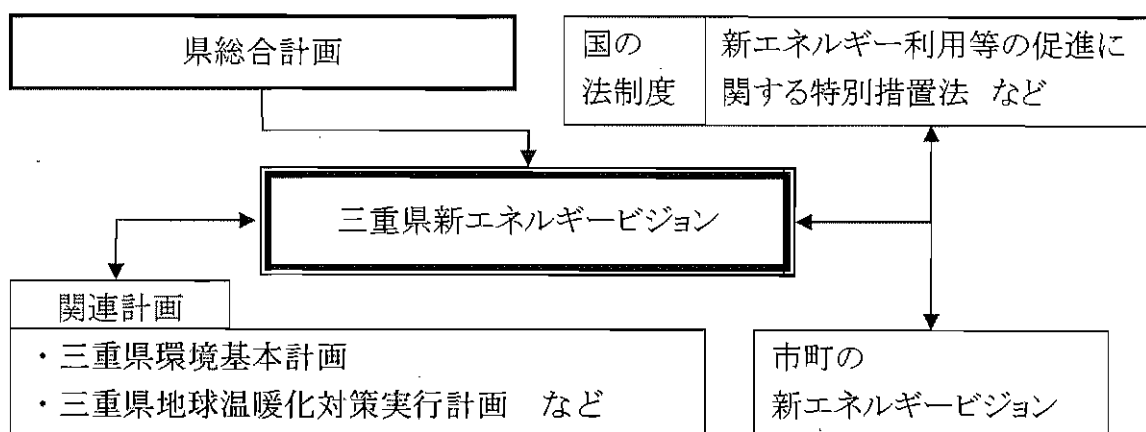 県総合計画
国の
法制度
新エネルギー利用等の促進に
関する特別措置法　など
三重県新エネルギービジョン
関連計画
・三重県環境基本計画
・三重県地球温暖化対策実行計画　など
市町の
新エネルギービジョン